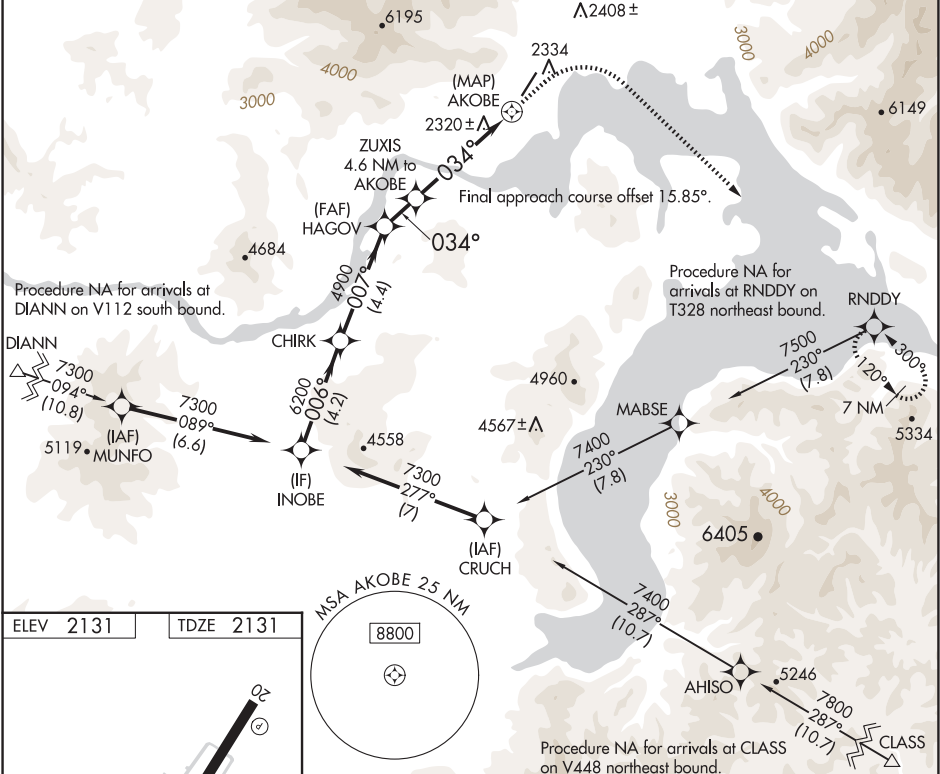 6195
2408±
3000
4000
2334
4000
3000
(MAP)
AKOBE
2320±
6149
ZUXIS
4.6 NM to
AKOBE
034°
Final approach course offset 15.85°.
(FAF)
HAGOV
034°
4684
4900
007°
(4.4)
Procedure NA for arrivals at
DIANN on V112 south bound.
Procedure NA for
arrivals at RNDDY on
T328 northeast bound.
RNDDY
DIANN
CHIRK
7500
230°
(7.8)
300°
120°
7 NM
7300
094°
(10.8)
6200
006°
(4.2)
4960
7300
089°
(6.6)
MABSE
4567±
5334
(IAF)
MUNFO
5119
4558
7400
230°
(7.8)
(IF)
INOBE
7300
277°
(7)
3000
4000
6405
(IAF)
CRUCH
MSA AKOBE 25 NM
8800
7400
287°
(10.7)
ELEV 2131
TDZE 2131
AHISO
5246
20
P
7800
287°
(10.7)
CLASS
Procedure NA for arrivals at CLASS
on V448 northeast bound.